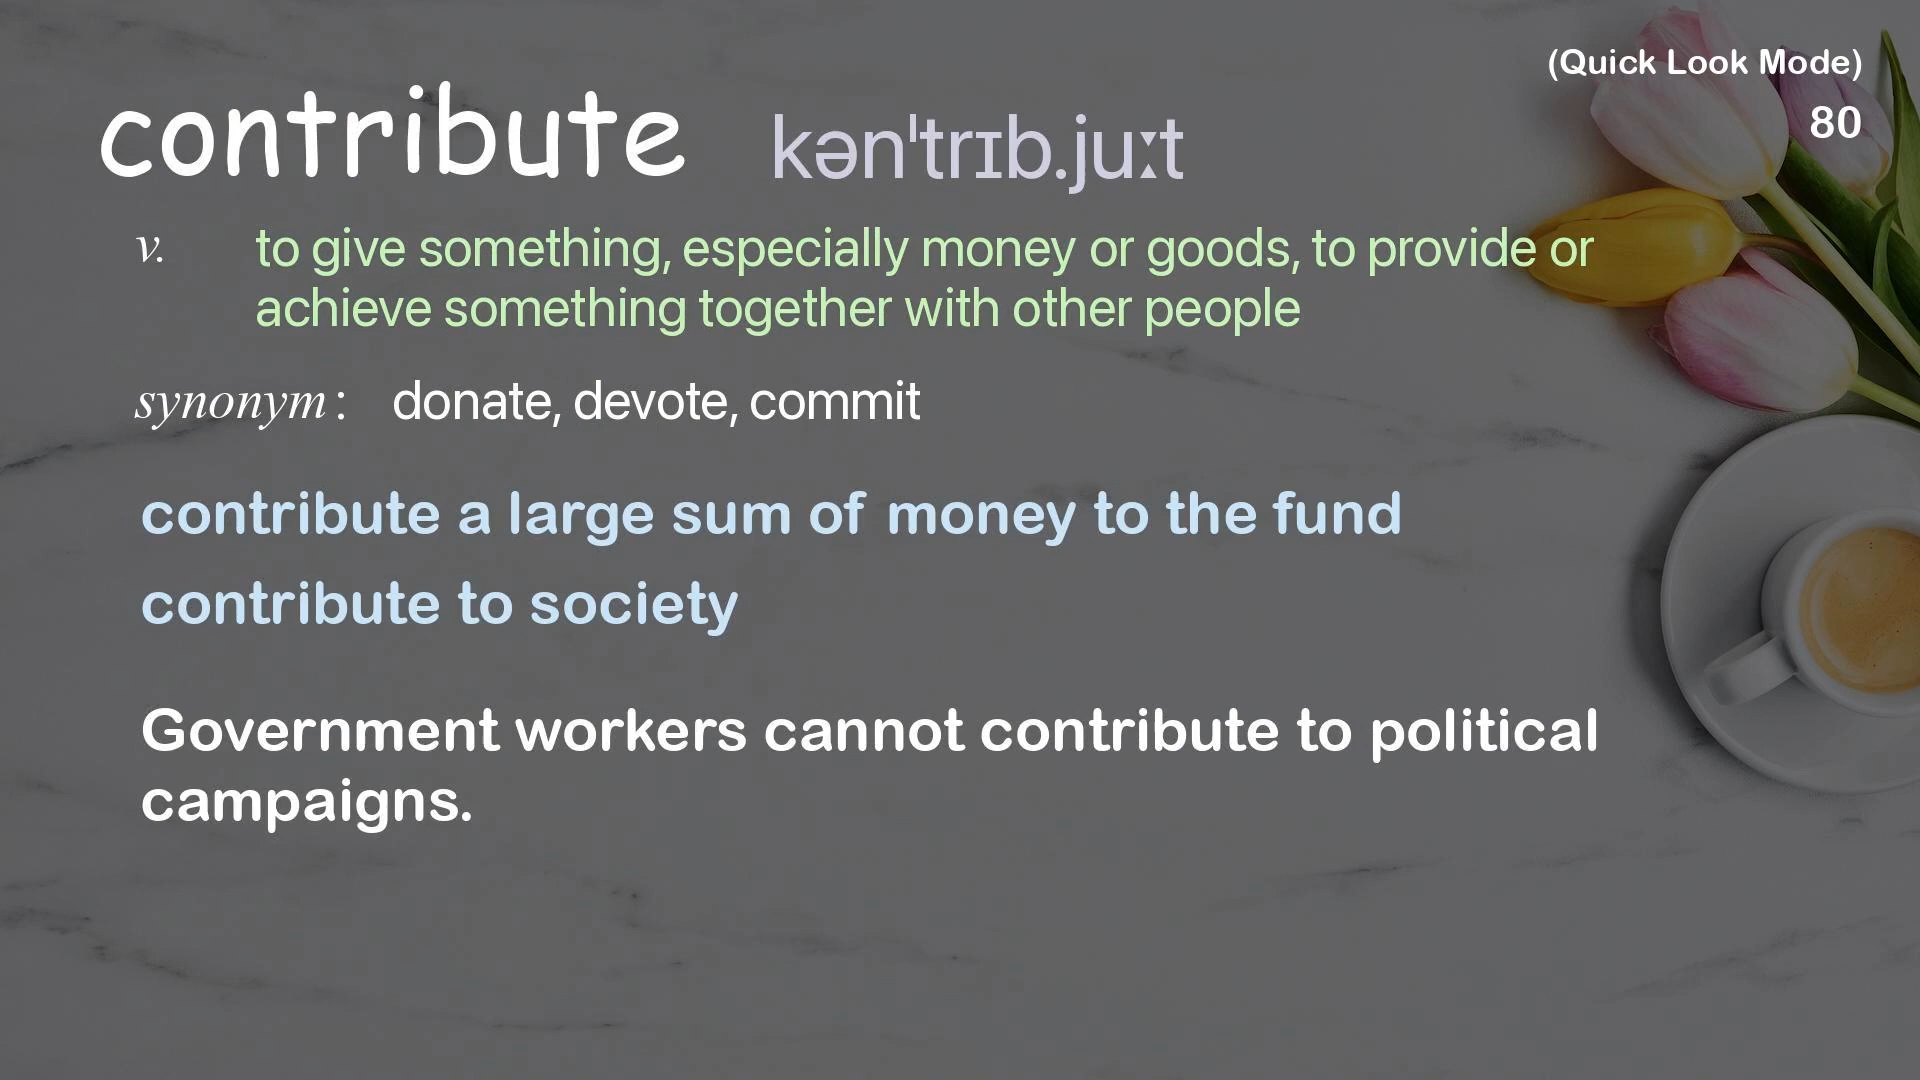 (Quick Look Mode)
80
contribute kən'trɪb.juːt
v. to give something, especially money or goods, to provide or
achieve something together with other people
synonym: donate, devote, commit
contribute a large sum of money to the fund
contribute to society
Government workers cannot contribute to political
campaigns.